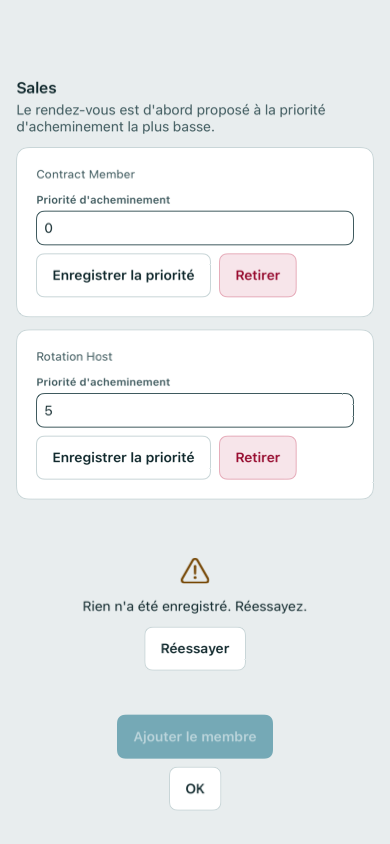 Sales
Le rendez-vous est d'abord proposé à la priorité
d'acheminement la plus basse.
Contract Member
Priorité d'acheminement
0
Enregistrer la priorité
Retirer
Rotation Host
Priorité d'acheminement
5
Enregistrer la priorité
Retirer
Rien n'a été enregistré. Réessayez.
Réessayer
Ajouter le membre
OK